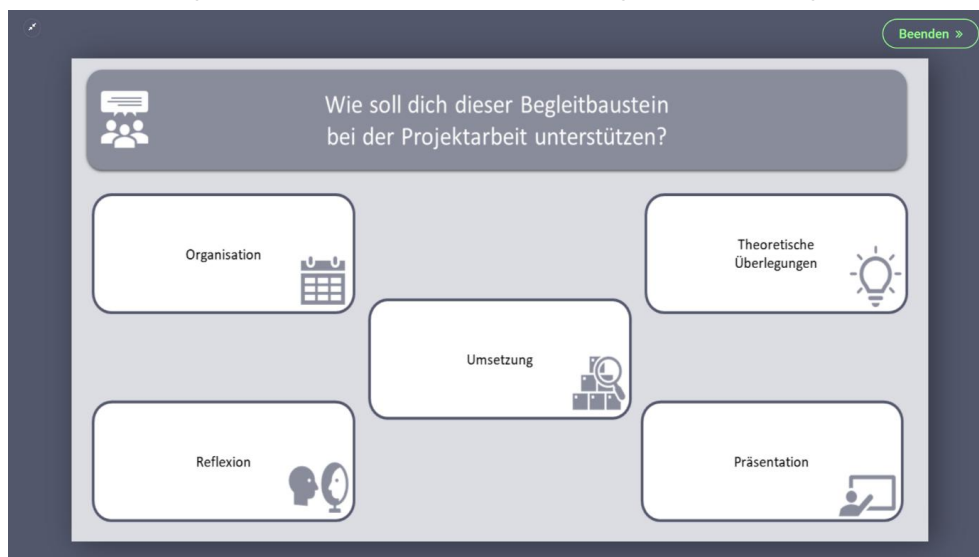 Beenden »
Wie soll dich dieser Begleitbaustein
bei der Projektarbeit unterstützen?
Organisation
Theoretische
Überlegungen
Umsetzung
Reflexion
Präsentation